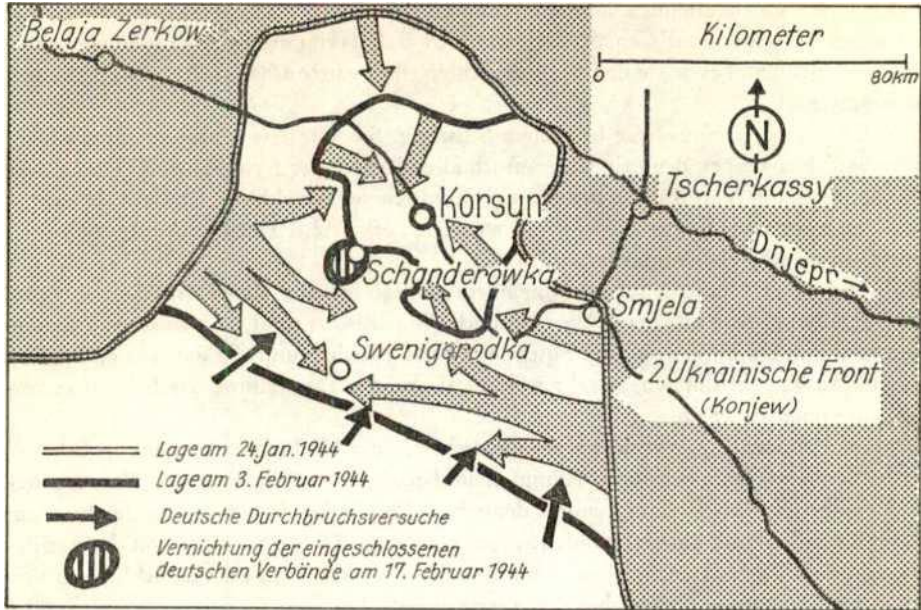 Belaja Zerkow
Kilometer
0 80km
N
Tscherkassy
Korsun
Dnjepr
Schanderowka
Smjela
Swenigorodka
2.Ukrainische Front
(Konjew)
Lage am 24. Jan. 1944
Lage am 3. Februar 1944
Deutsche Durchbruchsversuche
Vernichtung der eingeschlossenen
deutschen Verbände am 17. Februar 1944